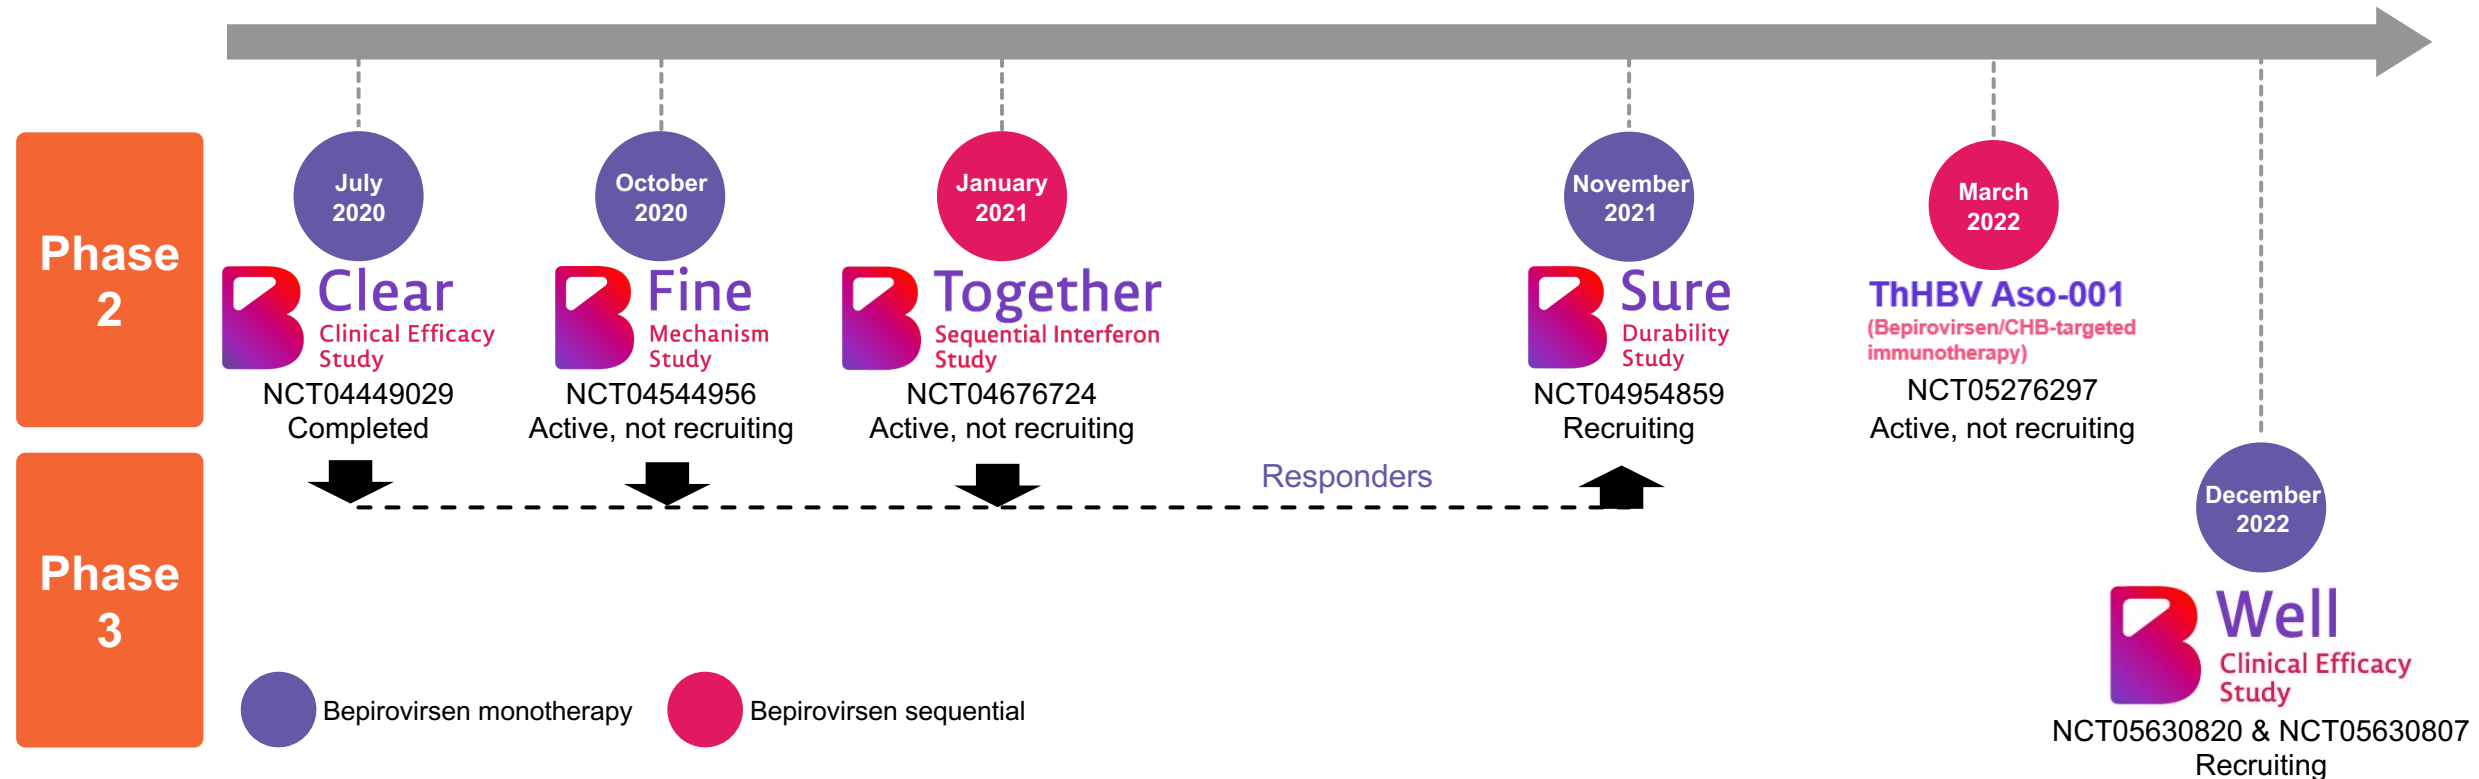 Phase
2
July
2020
B Clear
Clinical Efficacy
Study
NCT04449029
Completed
October
2020
B Fine
Mechanism
Study
NCT04544956
Active, not recruiting
January
2021
B Together
Sequential Interferon
Study
NCT04676724
Active, not recruiting
November
2021
B Sure
Durability
Study
NCT04954859
Recruiting
March
2022
ThHBV Aso-001
(Bepirovirsen/CHB-targeted
immunotherapy)
NCT05276297
Active, not recruiting
Responders
Phase
3
December
2022
B Well
Clinical Efficacy
Study
NCT05630820 & NCT05630807
Recruiting
Bepirovirsen monotherapy
Bepirovirsen sequential